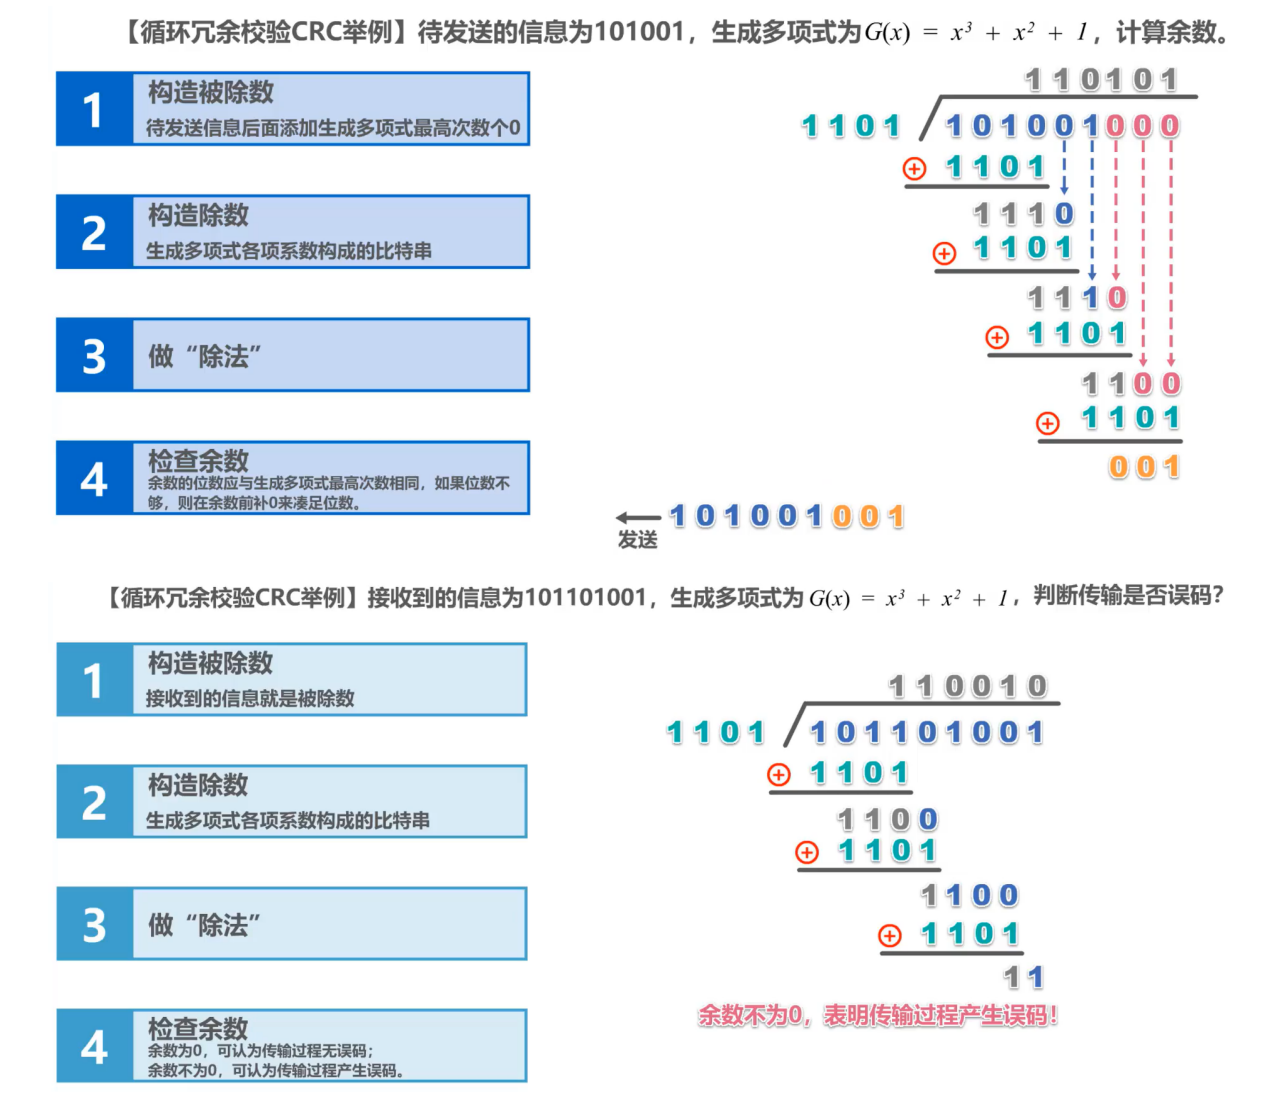 【循环冗余校验CRC举例】待发送的信息为101001，生成多项式为G(x) = x³ + x² + 1，计算余数。
1
构造被除数
待发送信息后面添加生成多项式最高次数个0
2
构造除数
生成多项式各项系数构成的比特串
3
做“除法”
4
检查余数
余数的位数应与生成多项式最高次数相同，如果位数不
够，则在余数前补0来凑足位数。
110101
1101 101001000
1101
1110
1101
1110
1101
1100
1101
001
101001001
发送
【循环冗余校验CRC举例】接收到的信息为101101001，生成多项式为G(x) = x³ + x² + 1，判断传输是否误码？
1
构造被除数
接收到的信息就是被除数
2
构造除数
生成多项式各项系数构成的比特串
3
做“除法”
4
检查余数
余数为0，可认为传输过程无误码；
余数不为0，可认为传输过程产生误码。
110010
1101 101101001
1101
1100
1101
1100
1101
11
余数不为0，表明传输过程产生误码！